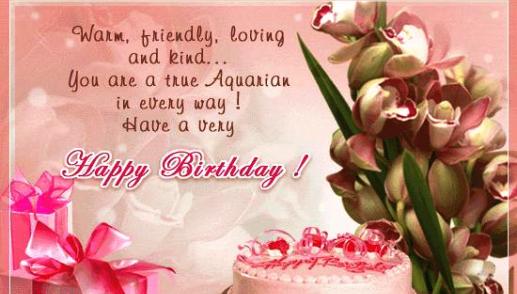 Warm, friendly, loving
and kind...
You are a true Aquarian
in every way !
Have a very
Happy Birthday !